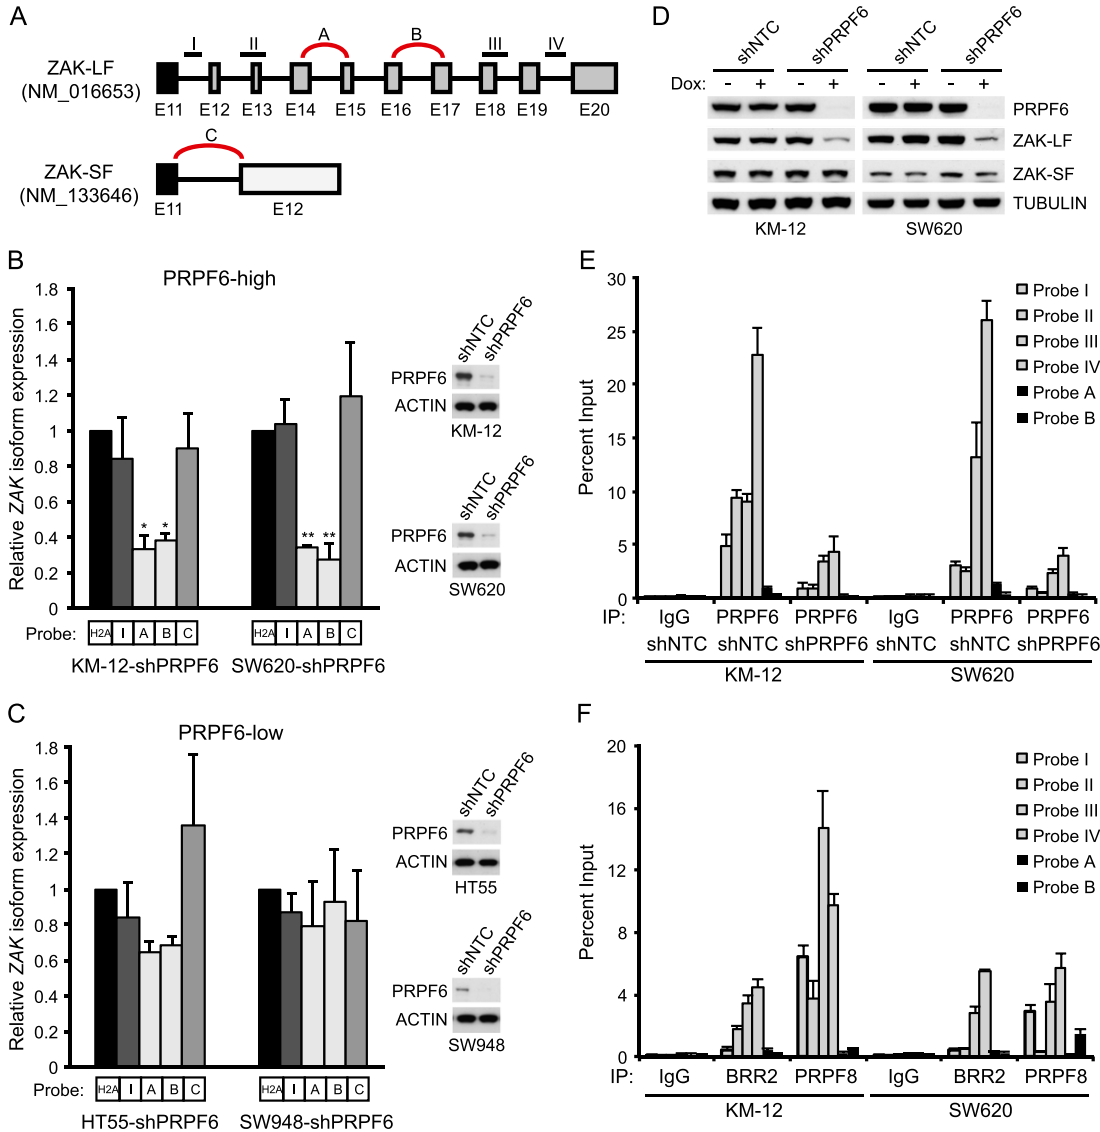 A
I II A B III IV
ZAK-LF
(NM_016653)
E11 E12 E13 E14 E15 E16 E17 E18 E19 E20
C
ZAK-SF
(NM_133646)
E11 E12
B
PRPF6-high
Relative ZAK isoform expression
1.8
1.6
1.4
1.2
1
0.8
0.6
0.4
0.2
0
* * ** **
Probe: H2A I A B C H2A I A B C
KM-12-shPRPF6 SW620-shPRPF6
shNTC shPRPF6
PRPF6
ACTIN
KM-12
shNTC shPRPF6
PRPF6
ACTIN
SW620
C
PRPF6-low
Relative ZAK isoform expression
1.8
1.6
1.4
1.2
1
0.8
0.6
0.4
0.2
0
Probe: H2A I A B C H2A I A B C
HT55-shPRPF6 SW948-shPRPF6
shNTC shPRPF6
PRPF6
ACTIN
HT55
shNTC shPRPF6
PRPF6
ACTIN
SW948
D
shNTC shPRPF6 shNTC shPRPF6
Dox: - + - + - + - +
PRPF6
ZAK-LF
ZAK-SF
TUBULIN
KM-12 SW620
E
Percent Input
30
25
20
15
10
5
0
Probe I
Probe II
Probe III
Probe IV
Probe A
Probe B
IP: IgG PRPF6 PRPF6 IgG PRPF6 PRPF6
shNTC shNTC shPRPF6 shNTC shNTC shPRPF6
KM-12 SW620
F
Percent Input
20
16
12
8
4
0
Probe I
Probe II
Probe III
Probe IV
Probe A
Probe B
IP: IgG BRR2 PRPF8 IgG BRR2 PRPF8
KM-12 SW620